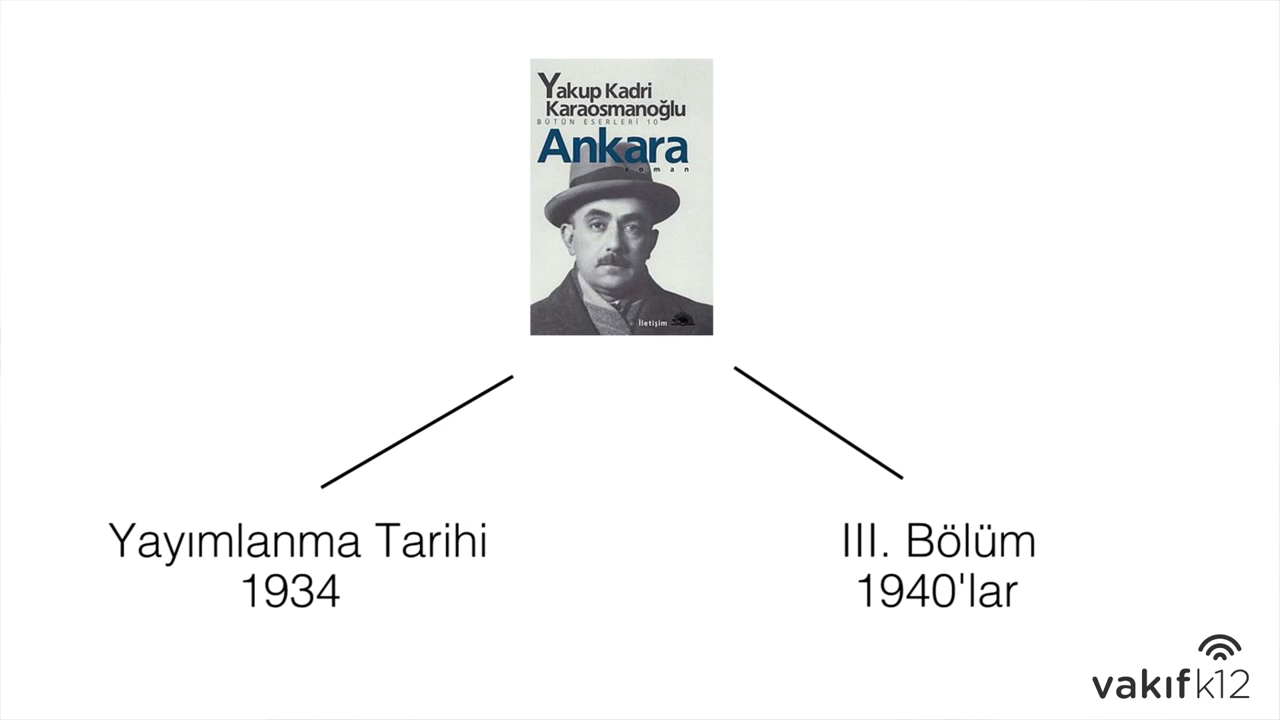 Yakup Kadri
Karaosmanoğlu
BÜTÜN ESERLERİ 10
Ankara
roman
İletişim
Yayımlanma Tarihi
1934
III. Bölüm
1940'lar
vakıfk12